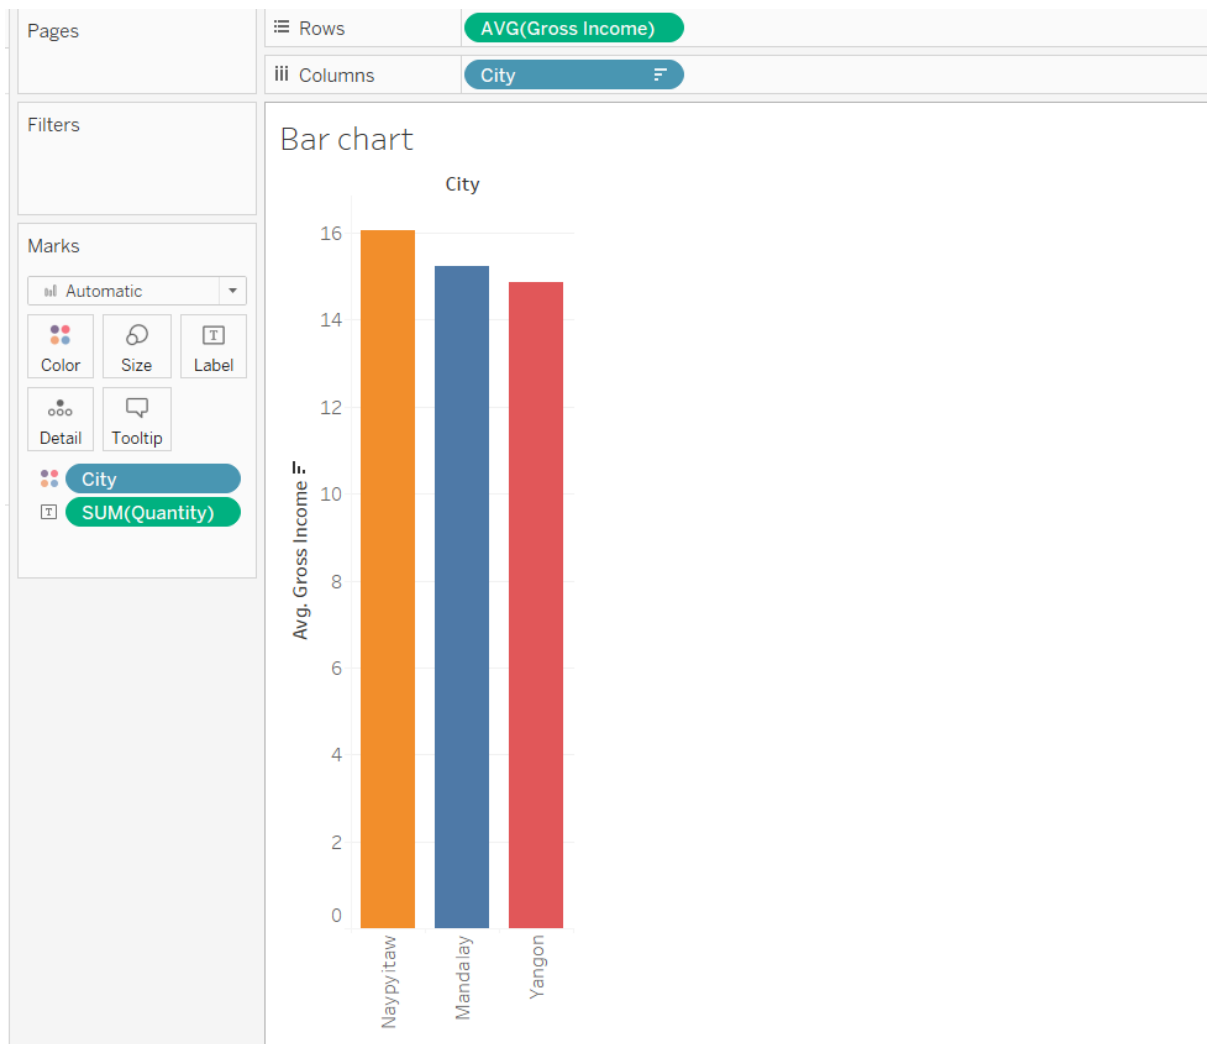 Pages
Rows
AVG(Gross Income)
Columns
City
Filters
Bar chart
City
Marks
Automatic
Color
Size
T
Label
Detail
Tooltip
City
T
SUM(Quantity)
Avg. Gross Income
16
14
12
10
8
6
4
2
0
Naypyitaw
Mandalay
Yangon